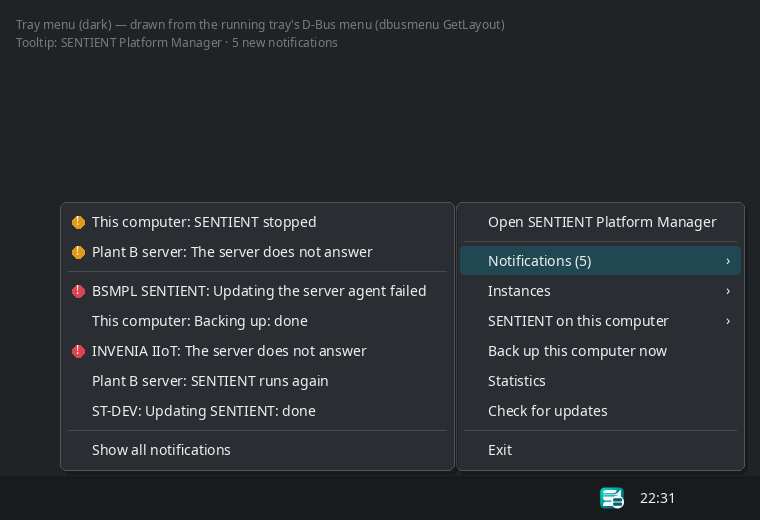 Tray menu (dark) — drawn from the running tray's D-Bus menu (dbusmenu GetLayout)
Tooltip: SENTIENT Platform Manager · 5 new notifications
This computer: SENTIENT stopped
Plant B server: The server does not answer
BSMPL SENTIENT: Updating the server agent failed
This computer: Backing up: done
INVENIA IIoT: The server does not answer
Plant B server: SENTIENT runs again
ST-DEV: Updating SENTIENT: done
Show all notifications
Open SENTIENT Platform Manager
Notifications (5) ›
Instances ›
SENTIENT on this computer ›
Back up this computer now
Statistics
Check for updates
Exit
22:31